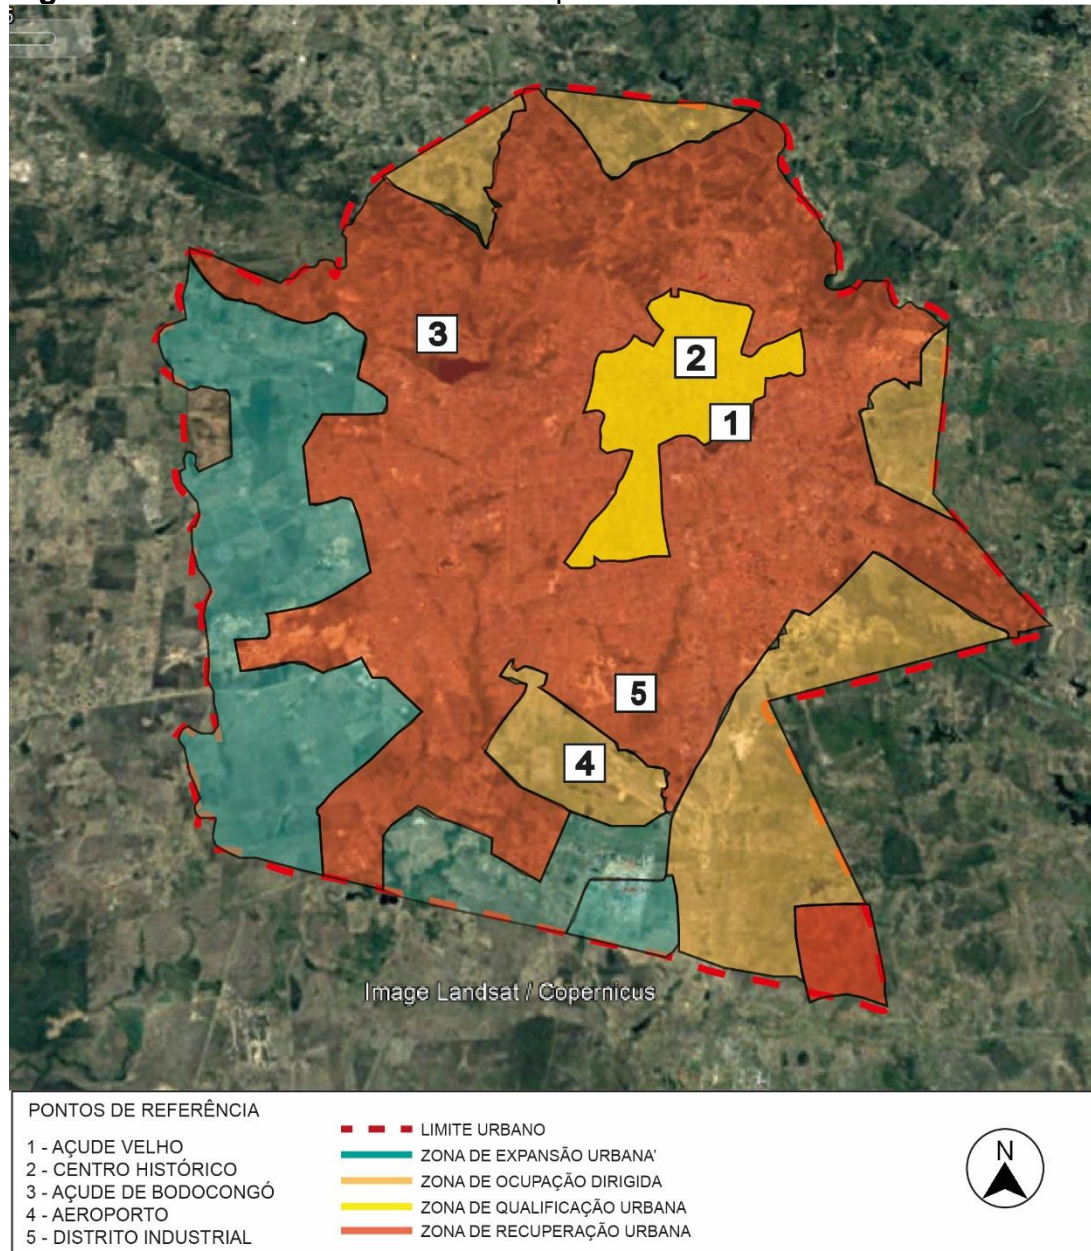 3
2
1
5
4
Image Landsat / Copernicus
PONTOS DE REFERÊNCIA
1 - AÇUDE VELHO
2 - CENTRO HISTÓRICO
3 - AÇUDE DE BODOCONGÓ
4 - AEROPORTO
5 - DISTRITO INDUSTRIAL
LIMITE URBANO
ZONA DE EXPANSÃO URBANA'
ZONA DE OCUPAÇÃO DIRIGIDA
ZONA DE QUALIFICAÇÃO URBANA
ZONA DE RECUPERAÇÃO URBANA
N